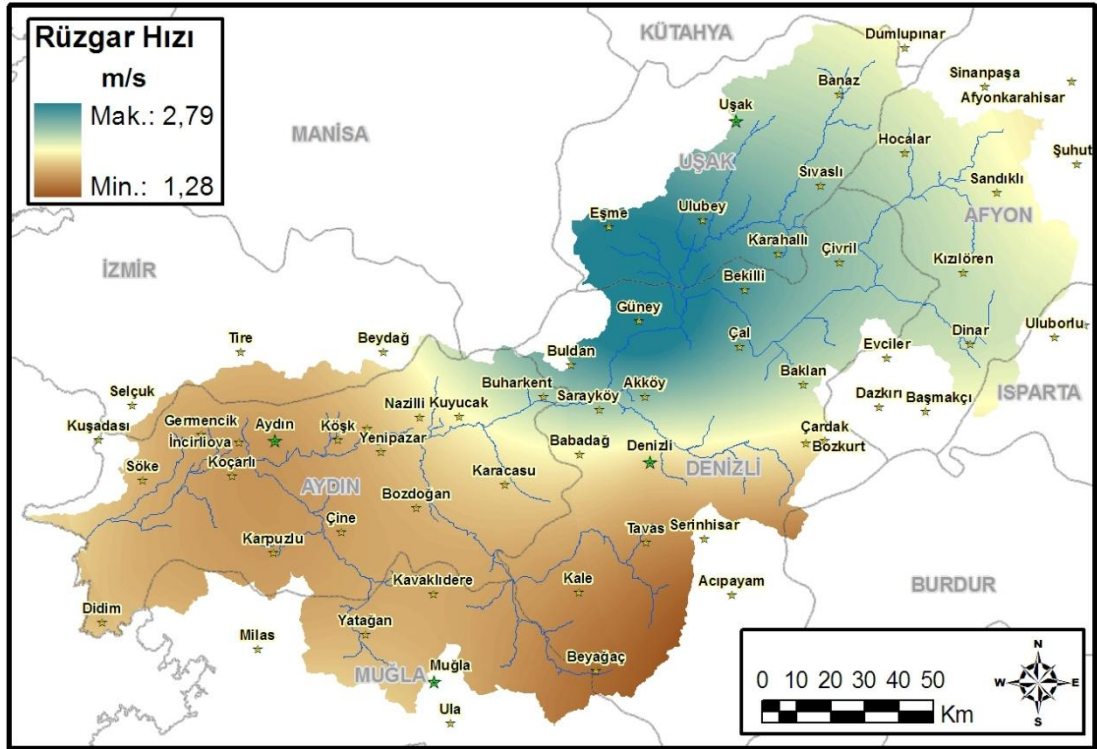 Rüzgar Hızı
m/s
Mak.: 2,79
Min.: 1,28
KÜTAHYA
Dumlupınar
Sinanpaşa
Afyonkarahisar
Banaz
Uşak
MANİSA
Hocalar
Şuhut
UŞAK
Sıvaslı
Sandıklı
AFYON
Eşme
Ulubey
Karahallı
Çivril
Kızılören
İZMİR
Bekilli
Güney
Tire
Beydağ
Buldan
Çal
Evciler
Dinar
Uluborlu
Selçuk
Buharkent
Sarayköy
Akköy
Baklan
Dazkırı
Başmakçı
ISPARTA
Kuşadası
Germencik
Aydın
Köşk
Nazilli
Kuyucak
İncirliova
Yenipazar
Babadağ
Denizli
Çardak
Bozkurt
Söke
Koçarlı
AYDIN
Karacasu
DENİZLİ
Bozdoğan
Çine
Tavas
Serinhisar
Karpuzlu
Kavaklıdere
Kale
Acıpayam
BURDUR
Didim
Milas
Yatağan
Muğla
MUĞLA
Beyağaç
Ula
0 10 20 30 40 50
Km
N
W
E
S